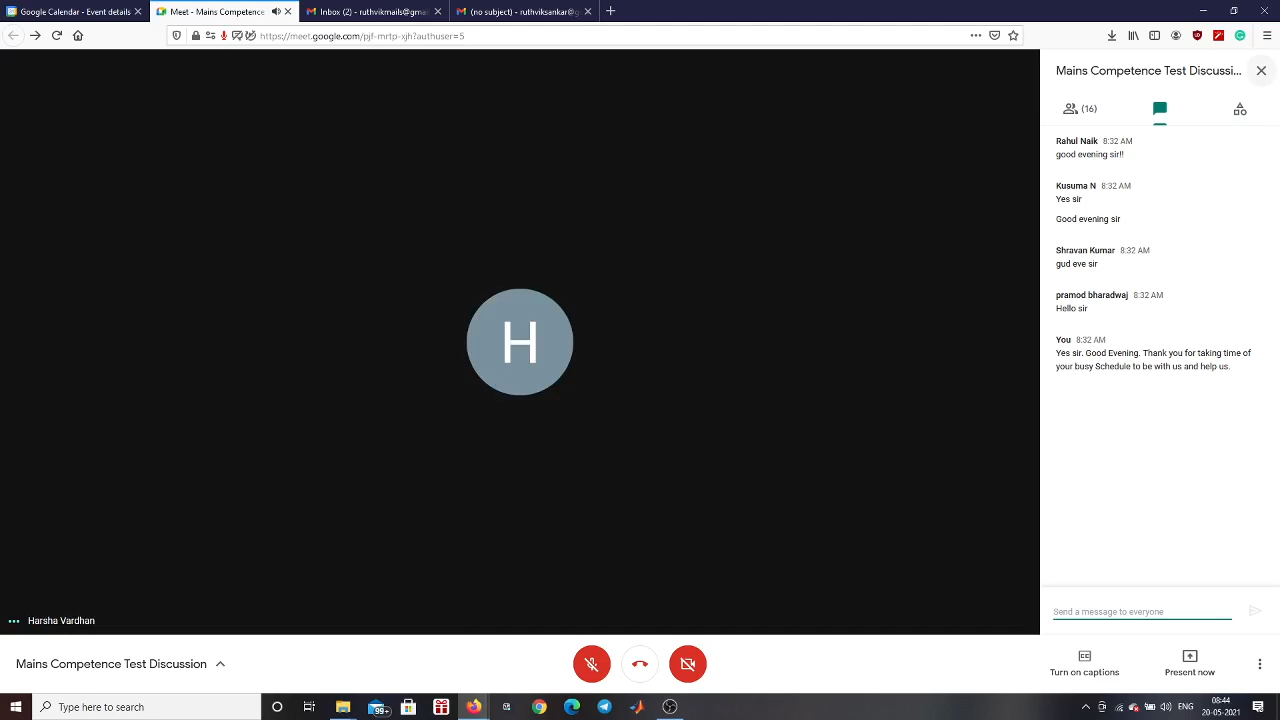 Google Calendar - Event details
Meet - Mains Competence
Inbox (2) - ruthvikmails@gma
(no subject) - ruthviksankar@g
https://meet.google.com/pjf-mrtp-xjh?authuser=5
Mains Competence Test Discussi...
(16)
Rahul Naik 8:32 AM
good evening sir!!
Kusuma N 8:32 AM
Yes sir
Good evening sir
Shravan Kumar 8:32 AM
gud eve sir
pramod bharadwaj 8:32 AM
Hello sir
You 8:32 AM
Yes sir. Good Evening. Thank you for taking time of
your busy Schedule to be with us and help us.
H
Harsha Vardhan
Send a message to everyone
Mains Competence Test Discussion
Turn on captions
Present now
Type here to search
99+
ENG
08:44
20-05-2021